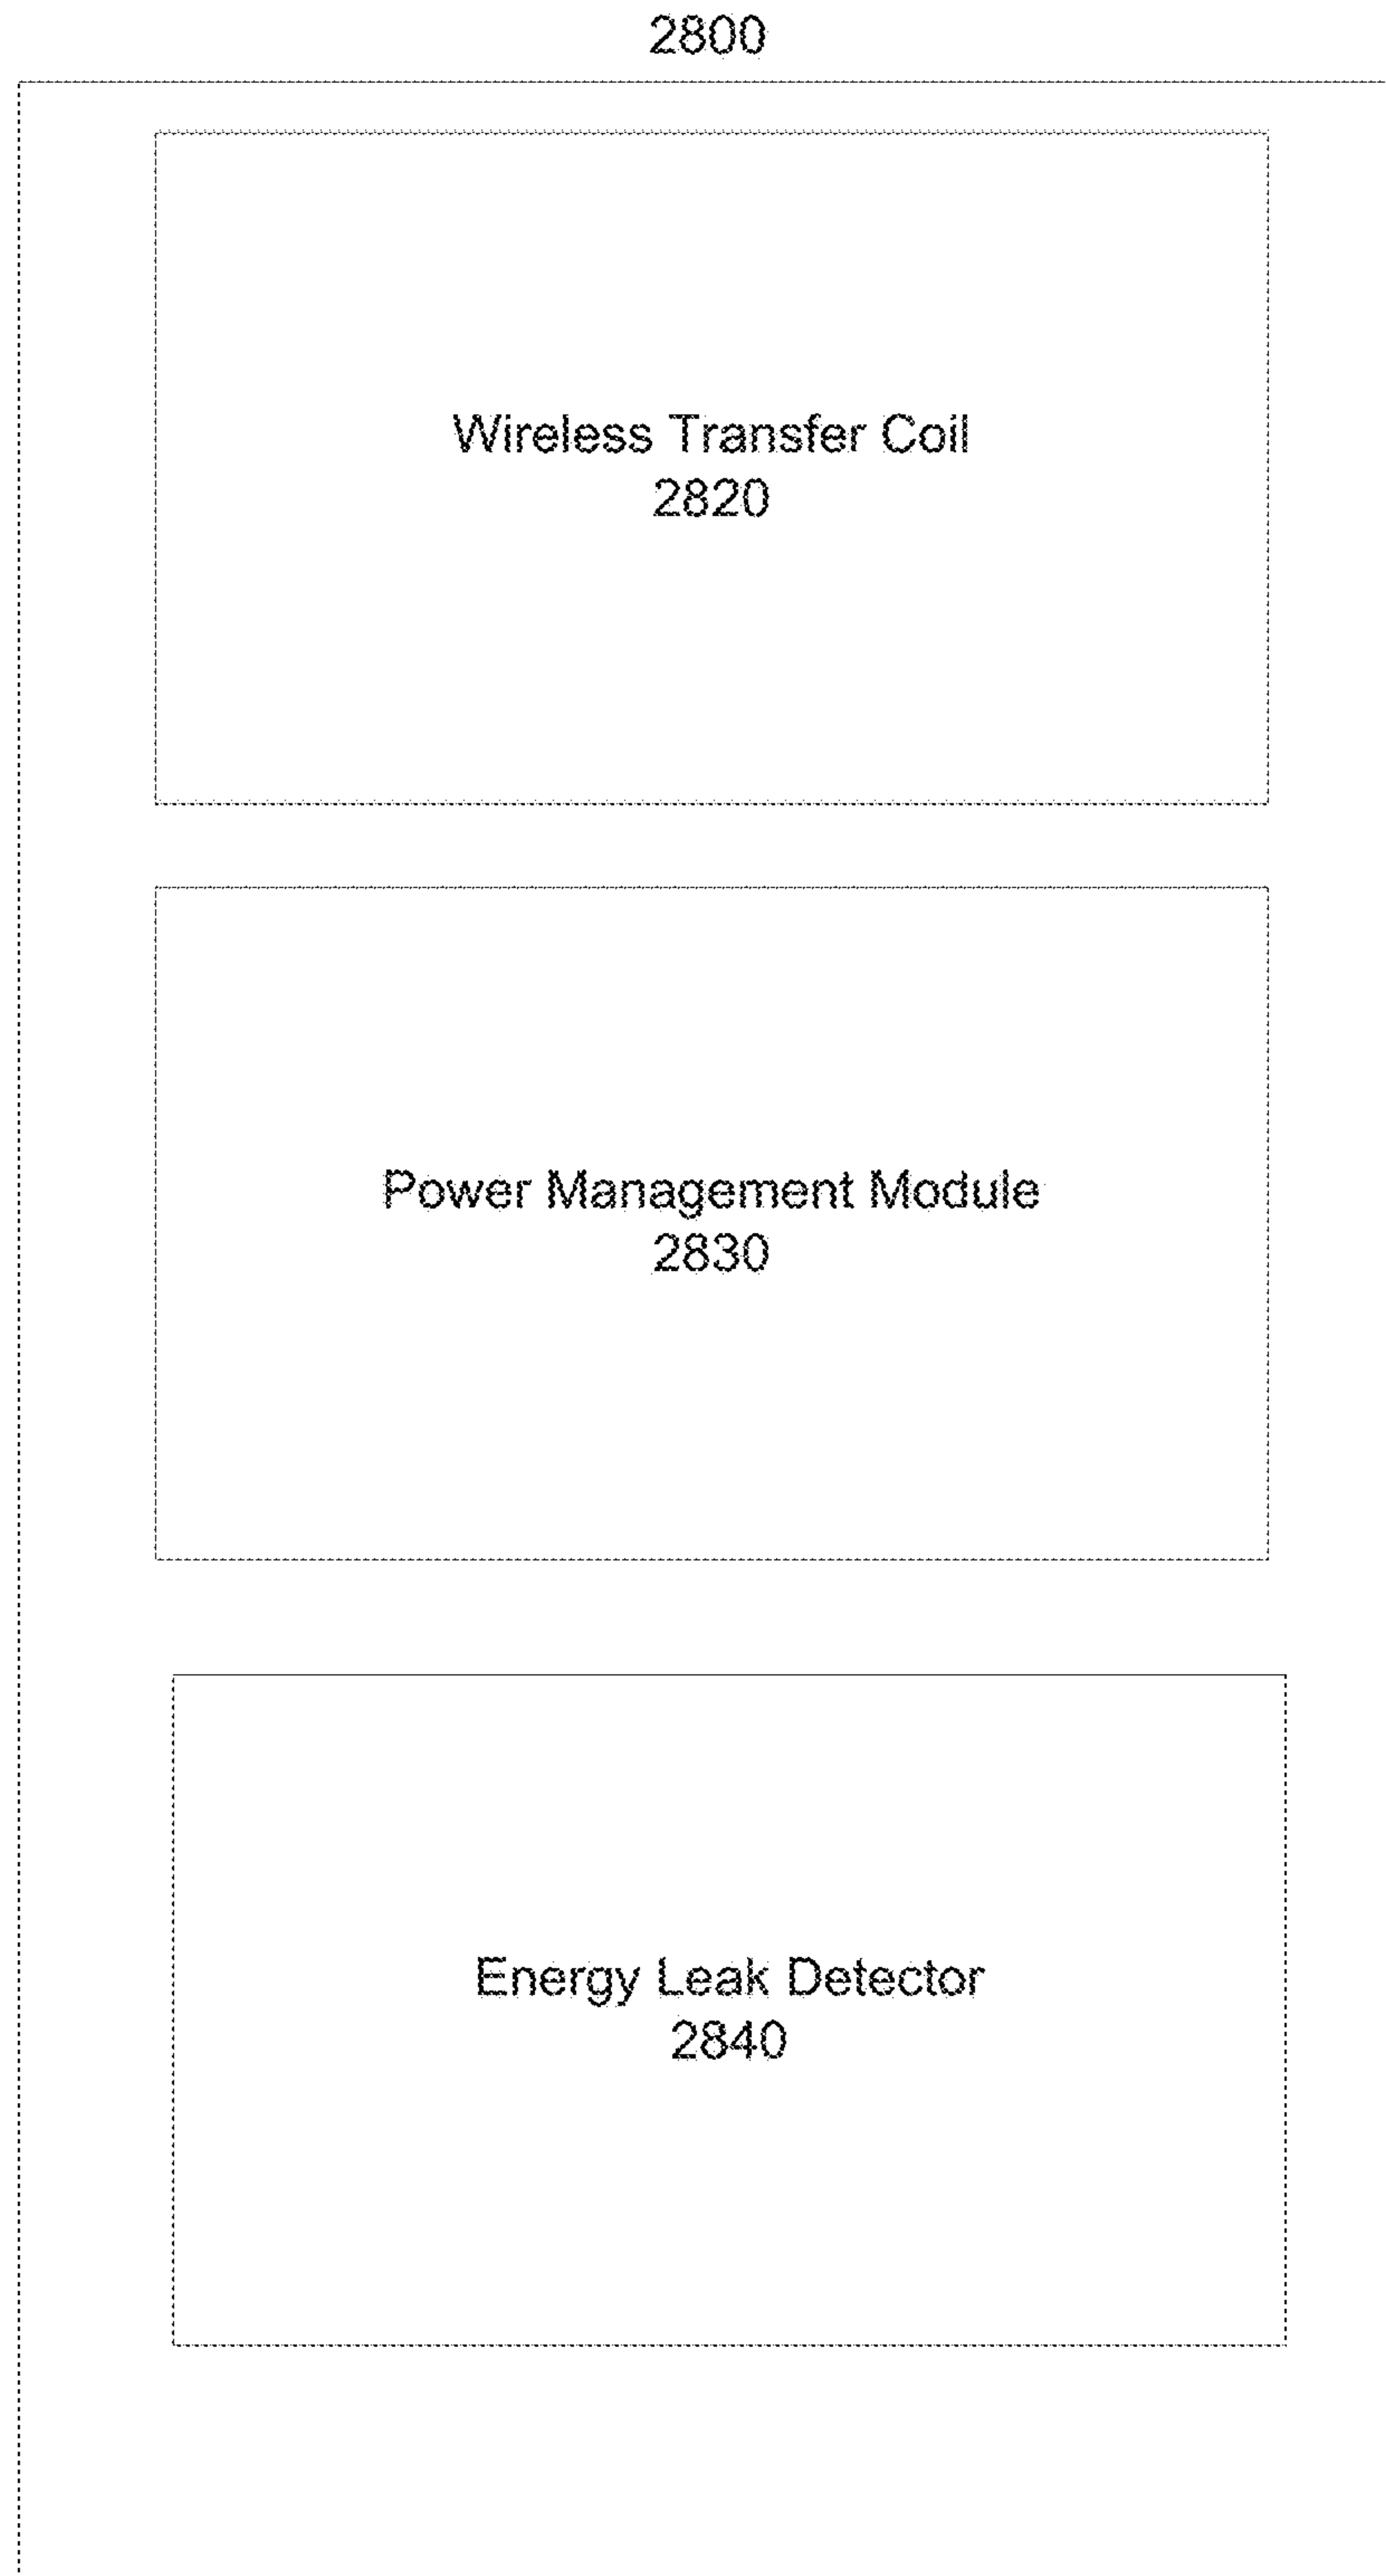 2800
Wireless Transfer Coil
2820
Power Management Module
2830
Energy Leak Detector
2840